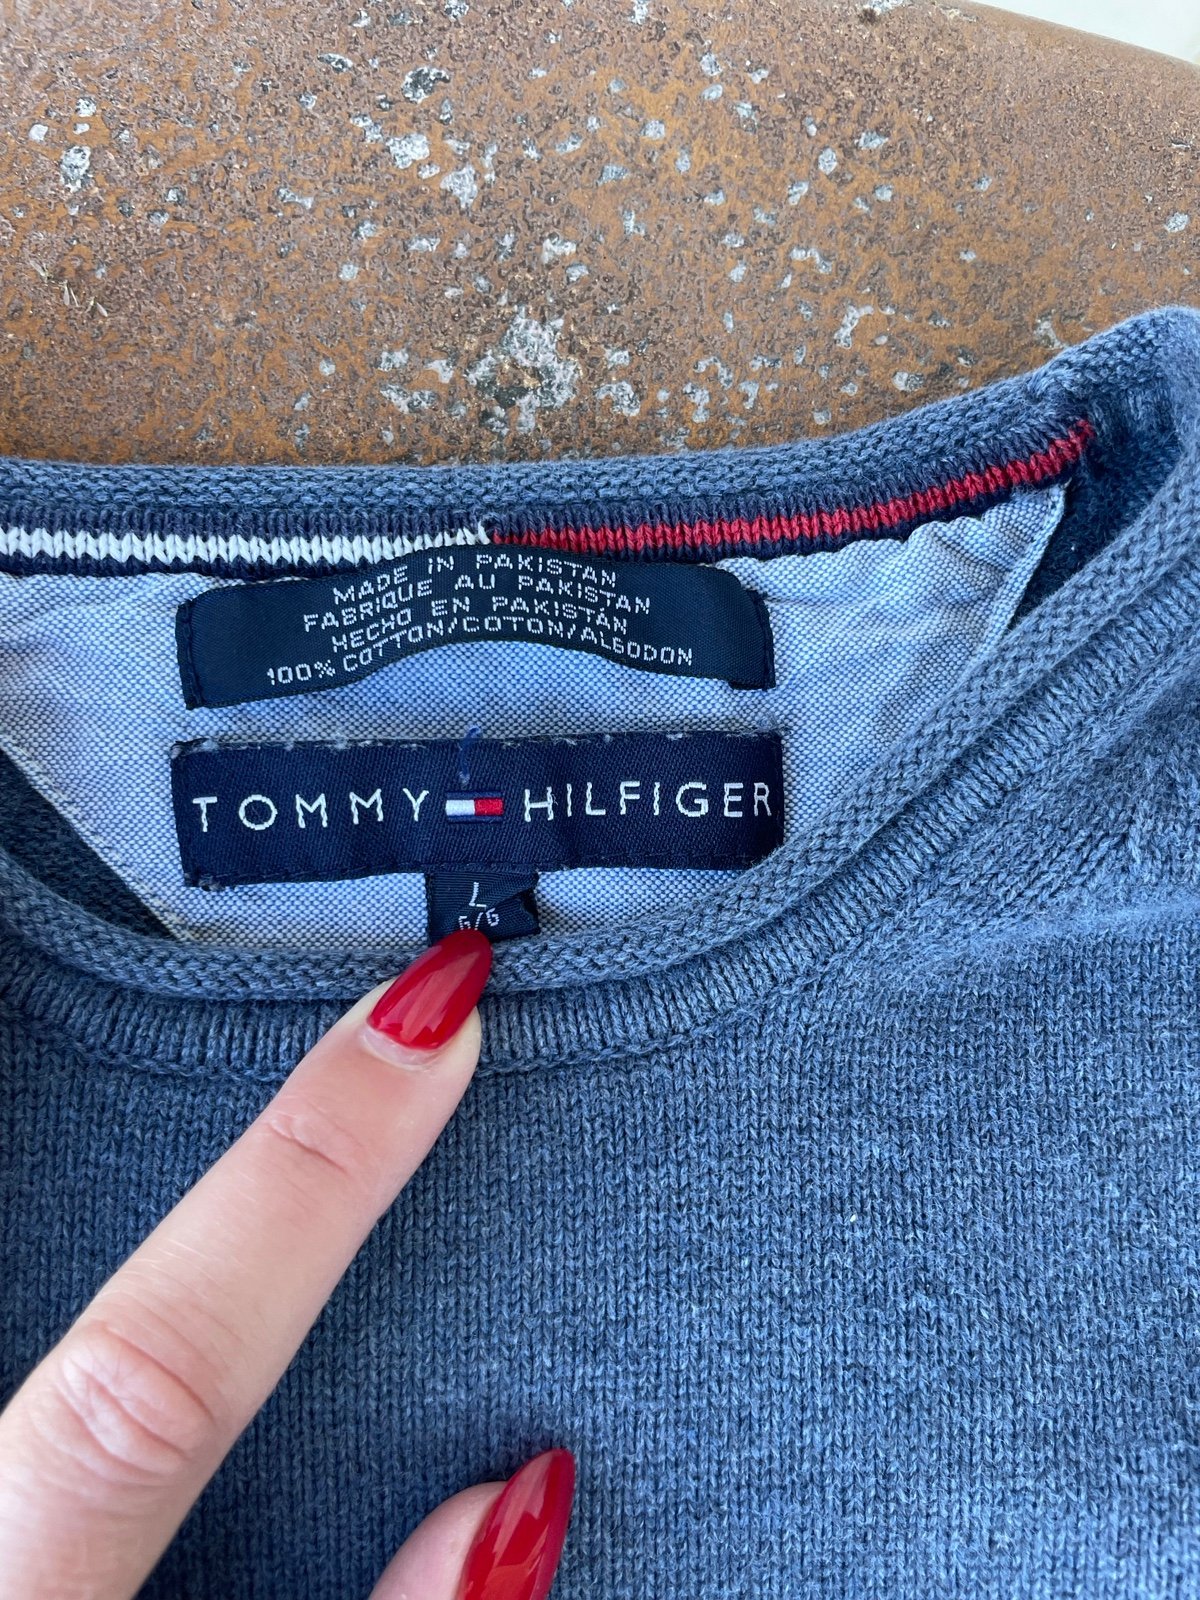 MADE IN PAKISTAN
FABRIQUE AU PAKISTAN
HECHO EN PAKISTAN
100% COTTON/COTON/ALGODON
TOMMY HILFIGER
L
G/G